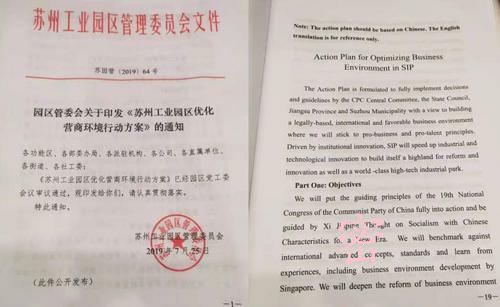 苏州工业园区管理委员会文件
苏园管〔2019〕64号
园区管委会关于印发《苏州工业园区优化
营商环境行动方案》的通知
各功能区、各部委办局、各派驻机构、各公司、各直属单位、
各街道、各社工委：
《苏州工业园区优化营商环境行动方案》已经园区党工委
会议审议通过，现印发给你们，请认真贯彻落实。
特此通知。
苏州工业园区管理委员会
2019年7月25日
（此件公开发布）
-1-
Note: The action plan should be based on Chinese. The English
translation is for reference only.
Action Plan for Optimizing Business
Environment in SIP
The Action Plan is formulated to fully implement decisions
and guidelines by the CPC Central Committee, the State Council,
Jiangsu Province and Suzhou Municipality with a view to building
a legally-based, international and favorable business environment
where we will stick to pro-business and pro-talent principles.
Driven by institutional innovation, SIP will speed up industrial and
technological innovation to build itself a highland for reform and
innovation as well as a world -class high-tech industrial park.
Part One: Objectives
We will put the guiding principles of the 19th National
Congress of the Communist Party of China fully into action and be
guided by Xi Jinping Thought on Socialism with Chinese
Characteristics for a New Era. We will benchmark against
international advanced concepts, standards and learn from
experiences, including business environment development by
Singapore. We will deepen the reform of business environment
-19-